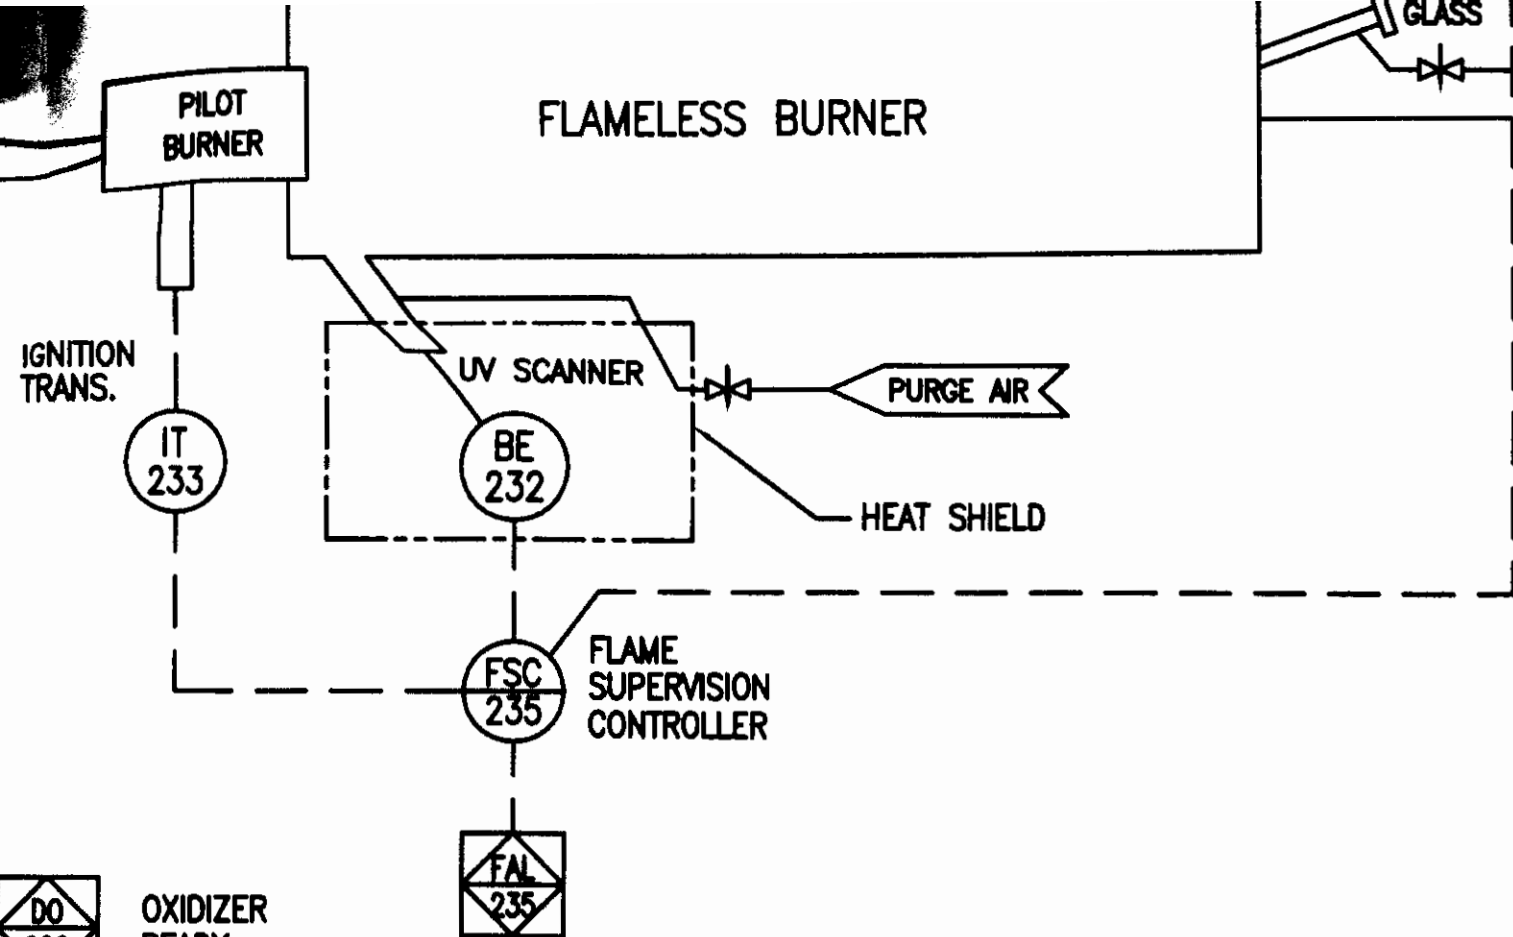 GLASS
PILOT
BURNER
FLAMELESS BURNER
IGNITION
TRANS.
UV SCANNER
PURGE AIR
IT
233
BE
232
HEAT SHIELD
FSC
235
FLAME
SUPERVISION
CONTROLLER
FAL
235
DO
OXIDIZER